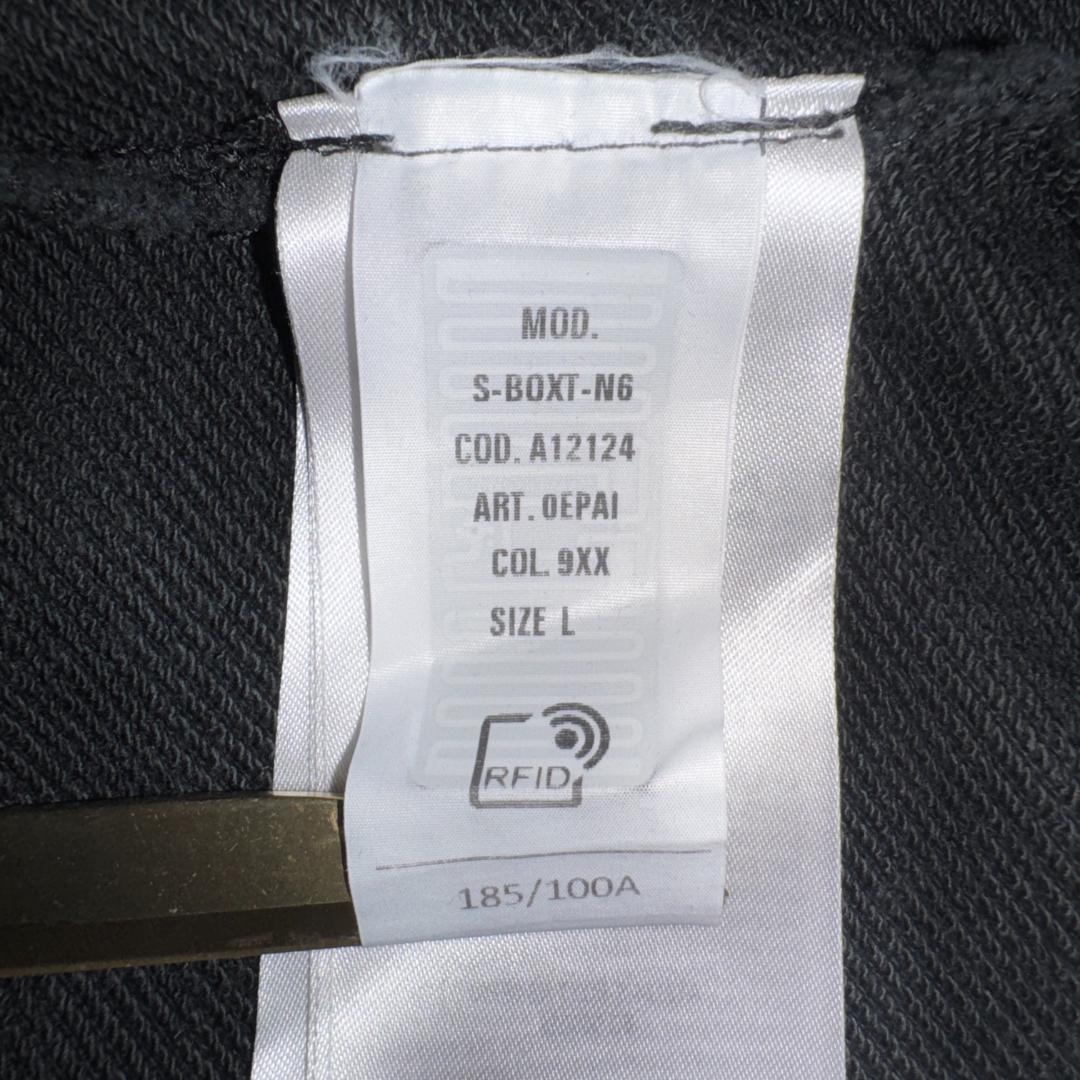 MOD.
S-BOXT-N6
COD. A12124
ART. 0EPAI
COL. 9XX
SIZE L
RFID
185/100A